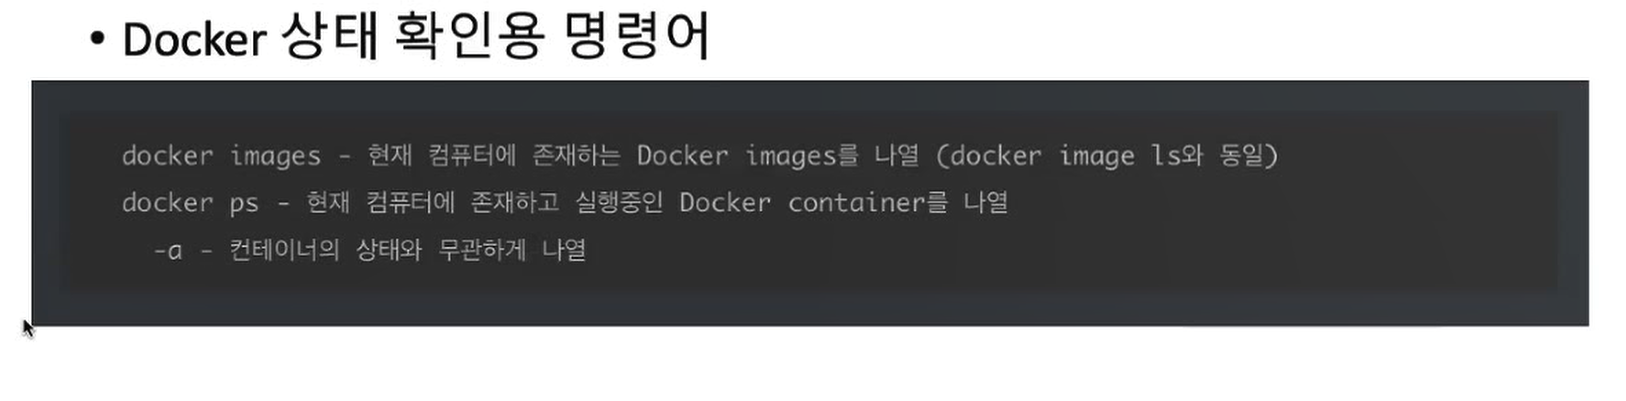 • Docker 상태 확인용 명령어
docker images - 현재 컴퓨터에 존재하는 Docker images를 나열 (docker image ls와 동일)
docker ps - 현재 컴퓨터에 존재하고 실행중인 Docker container를 나열
-a - 컨테이너의 상태와 무관하게 나열